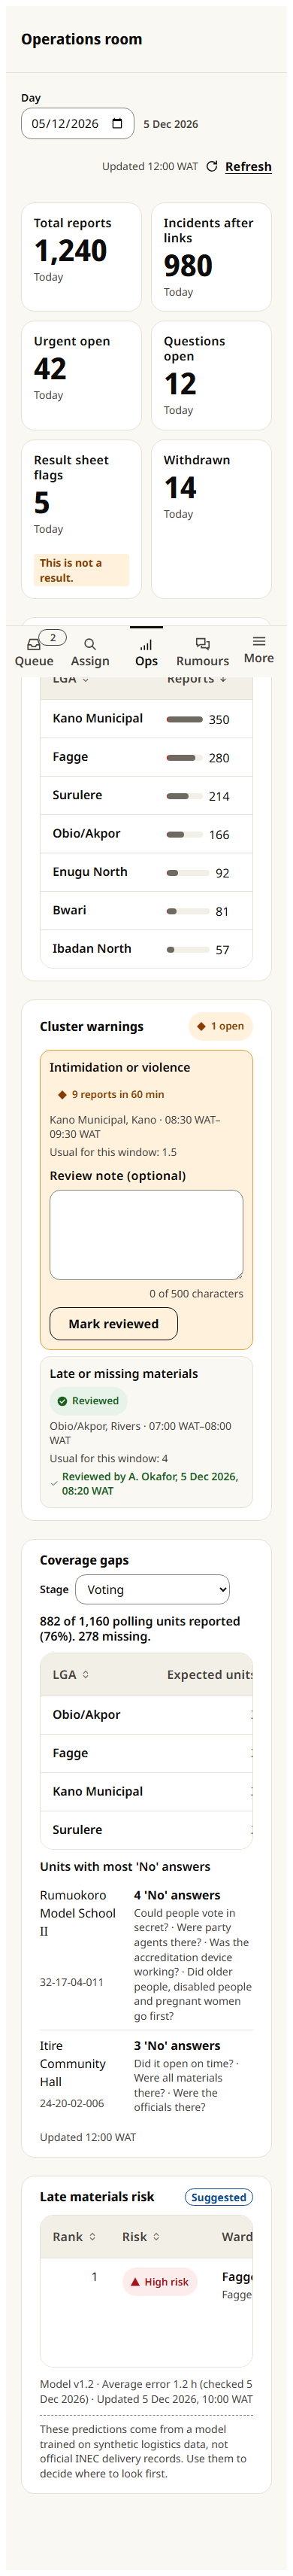 Operations room
Day
05/12/2026
5 Dec 2026
Updated 12:00 WAT
Refresh
Total reports
1,240
Today
Incidents after
links
980
Today
Urgent open
42
Today
Questions
open
12
Today
Result sheet
flags
5
Today
This is not a
result.
Withdrawn
14
Today
2
Queue
Assign
Ops
Rumours
More
LGA
Reports
Kano Municipal 350
Fagge 280
Surulere 214
Obio/Akpor 166
Enugu North 92
Bwari 81
Ibadan North 57
Cluster warnings
1 open
Intimidation or violence
9 reports in 60 min
Kano Municipal, Kano · 08:30 WAT–
09:30 WAT
Usual for this window: 1.5
Review note (optional)
0 of 500 characters
Mark reviewed
Late or missing materials
Reviewed
Obio/Akpor, Rivers · 07:00 WAT–08:00
WAT
Usual for this window: 4
Reviewed by A. Okafor, 5 Dec 2026,
08:20 WAT
Coverage gaps
Stage
Voting
882 of 1,160 polling units reported
(76%). 278 missing.
LGA
Expected units
Obio/Akpor
Fagge
Kano Municipal
Surulere
Units with most 'No' answers
Rumuokoro
Model School
II
32-17-04-011
4 'No' answers
Could people vote in
secret? · Were party
agents there? · Was the
accreditation device
working? · Did older
people, disabled people
and pregnant women
go first?
Itire
Community
Hall
24-20-02-006
3 'No' answers
Did it open on time? ·
Were all materials
there? · Were the
officials there?
Updated 12:00 WAT
Late materials risk
Suggested
Rank
Risk
Ward
1
High risk
Fagge
Fagge
Model v1.2 · Average error 1.2 h (checked 5
Dec 2026) · Updated 5 Dec 2026, 10:00 WAT
These predictions come from a model
trained on synthetic logistics data, not
official INEC delivery records. Use them to
decide where to look first.